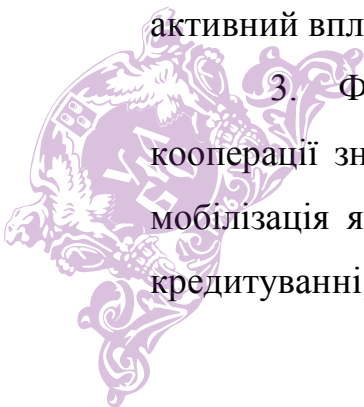 активний впл
3. Ф
кооперації зн
мобілізація я
кредитуванні